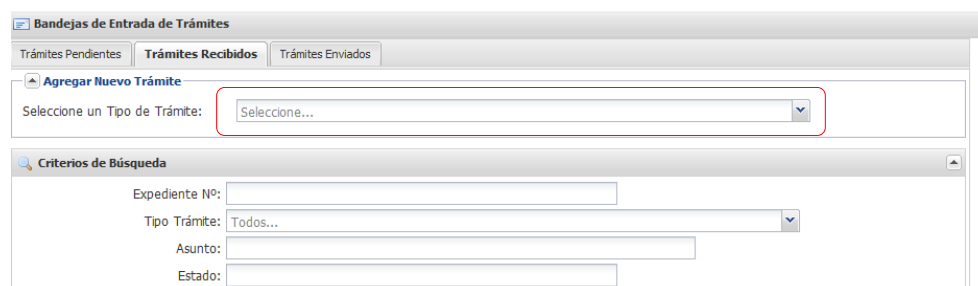 Bandejas de Entrada de Trámites
Trámites Pendientes Trámites Recibidos Trámites Enviados
Agregar Nuevo Trámite
Seleccione un Tipo de Trámite: Seleccione...
Criterios de Búsqueda
Expediente Nº:
Tipo Trámite: Todos...
Asunto:
Estado: